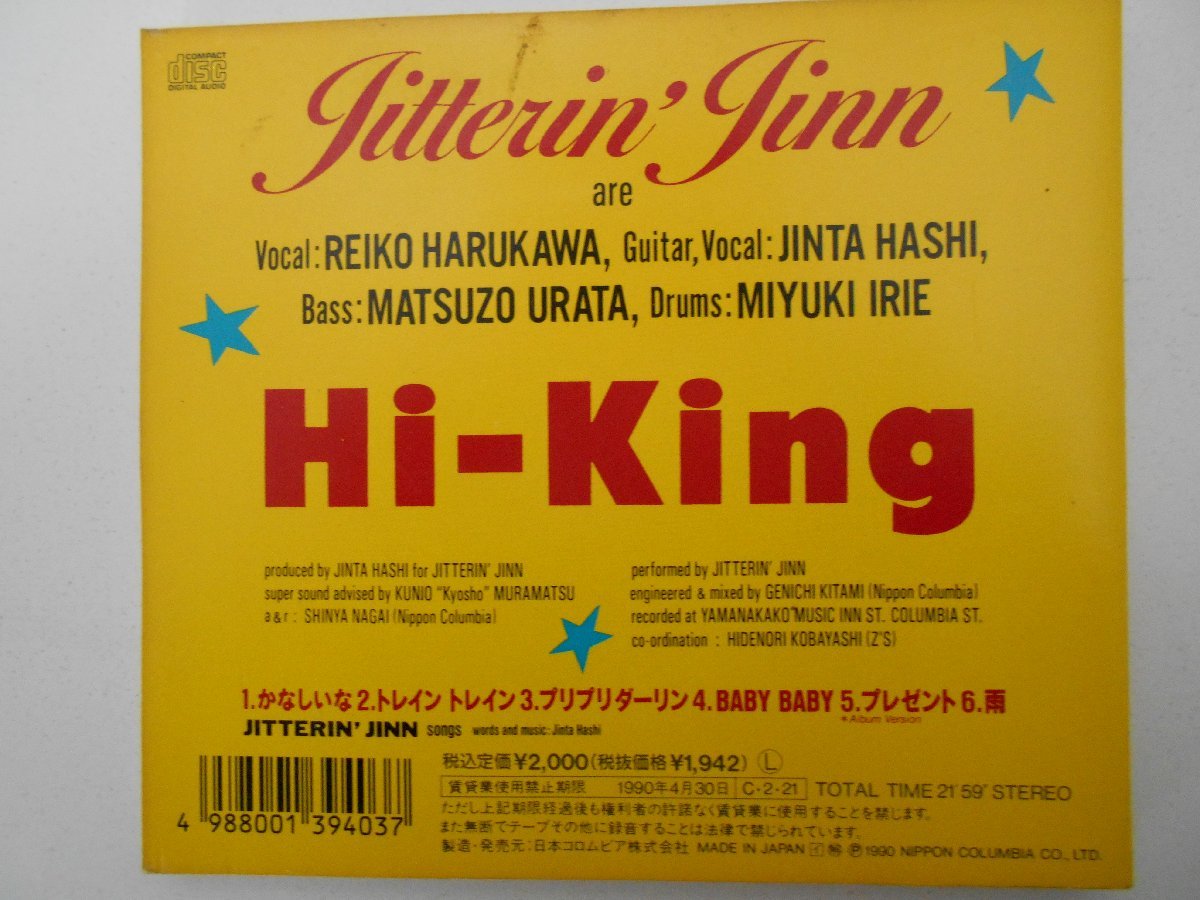 COMPACT
disc
DIGITAL AUDIO
Jitterin' Jinn
are
Vocal: REIKO HARUKAWA, Guitar, Vocal: JINTA HASHI,
Bass: MATSUZO URATA, Drums: MIYUKI IRIE
Hi-King
produced by JINTA HASHI for JITTERIN' JINN
super sound advised by KUNIO "Kyosho" MURAMATSU
a&r : SHINYA NAGAI (Nippon Columbia)
performed by JITTERIN' JINN
engineered & mixed by GENICHI KITAMI (Nippon Columbia)
recorded at YAMANAKAKO MUSIC INN ST. COLUMBIA ST.
co-ordination : HIDENORI KOBAYASHI (Z'S)
1.かなしいな 2.トレイン トレイン 3.プリプリダーリン 4.BABY BABY 5.プレゼント 6.雨
*Album Version
JITTERIN' JINN songs words and music: Jinta Hashi
税込定価¥2,000(税抜価格¥1,942) Ⓛ
賃貸業使用禁止期限 1990年4月30日 C・2・21 TOTAL TIME 21'59" STEREO
ただし上記期限経過後も権利者の許諾なく賃貸業に使用することを禁じます。
また無断でテープその他に録音することは法律で禁じられています。
製造・発売元:日本コロムビア株式会社 MADE IN JAPAN ℗1990 NIPPON COLUMBIA CO., LTD.
4 988001 394037